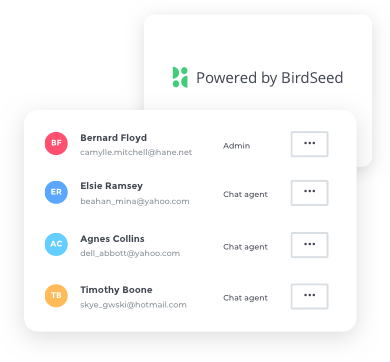 Powered by BirdSeed
BF
Bernard Floyd
camylle.mitchell@hane.net
Admin
...
ER
Elsie Ramsey
beahan_mina@yahoo.com
Chat agent
...
AC
Agnes Collins
dell_abbott@yahoo.com
Chat agent
...
TB
Timothy Boone
skye_gwski@hotmail.com
Chat agent
...